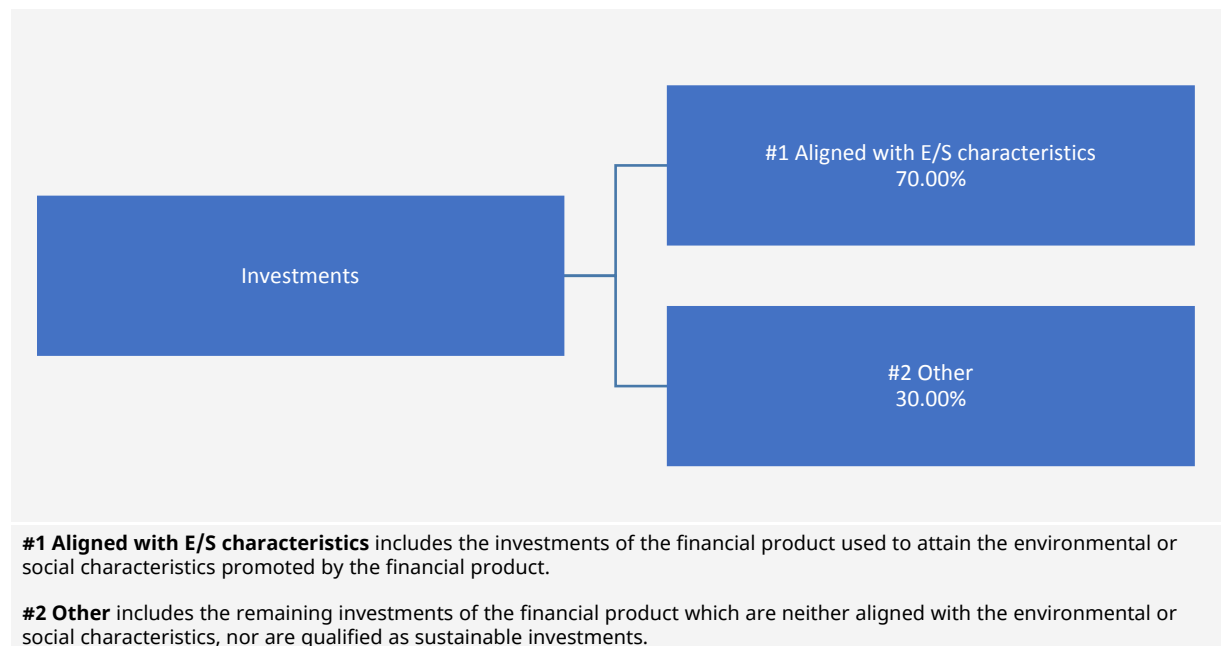 #1 Aligned with E/S characteristics
70.00%
Investments
#2 Other
30.00%
#1 Aligned with E/S characteristics includes the investments of the financial product used to attain the environmental or
social characteristics promoted by the financial product.
#2 Other includes the remaining investments of the financial product which are neither aligned with the environmental or
social characteristics, nor are qualified as sustainable investments.